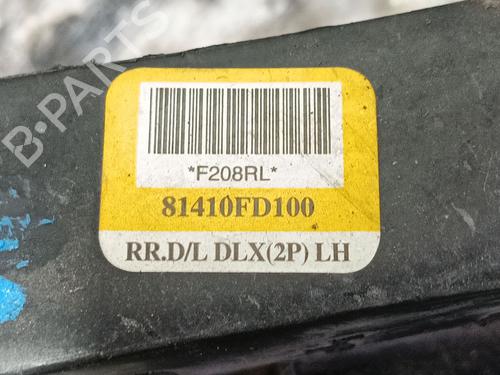 B-PARTS
*F208RL*
81410FD100
RR.D/L DLX(2P) LH